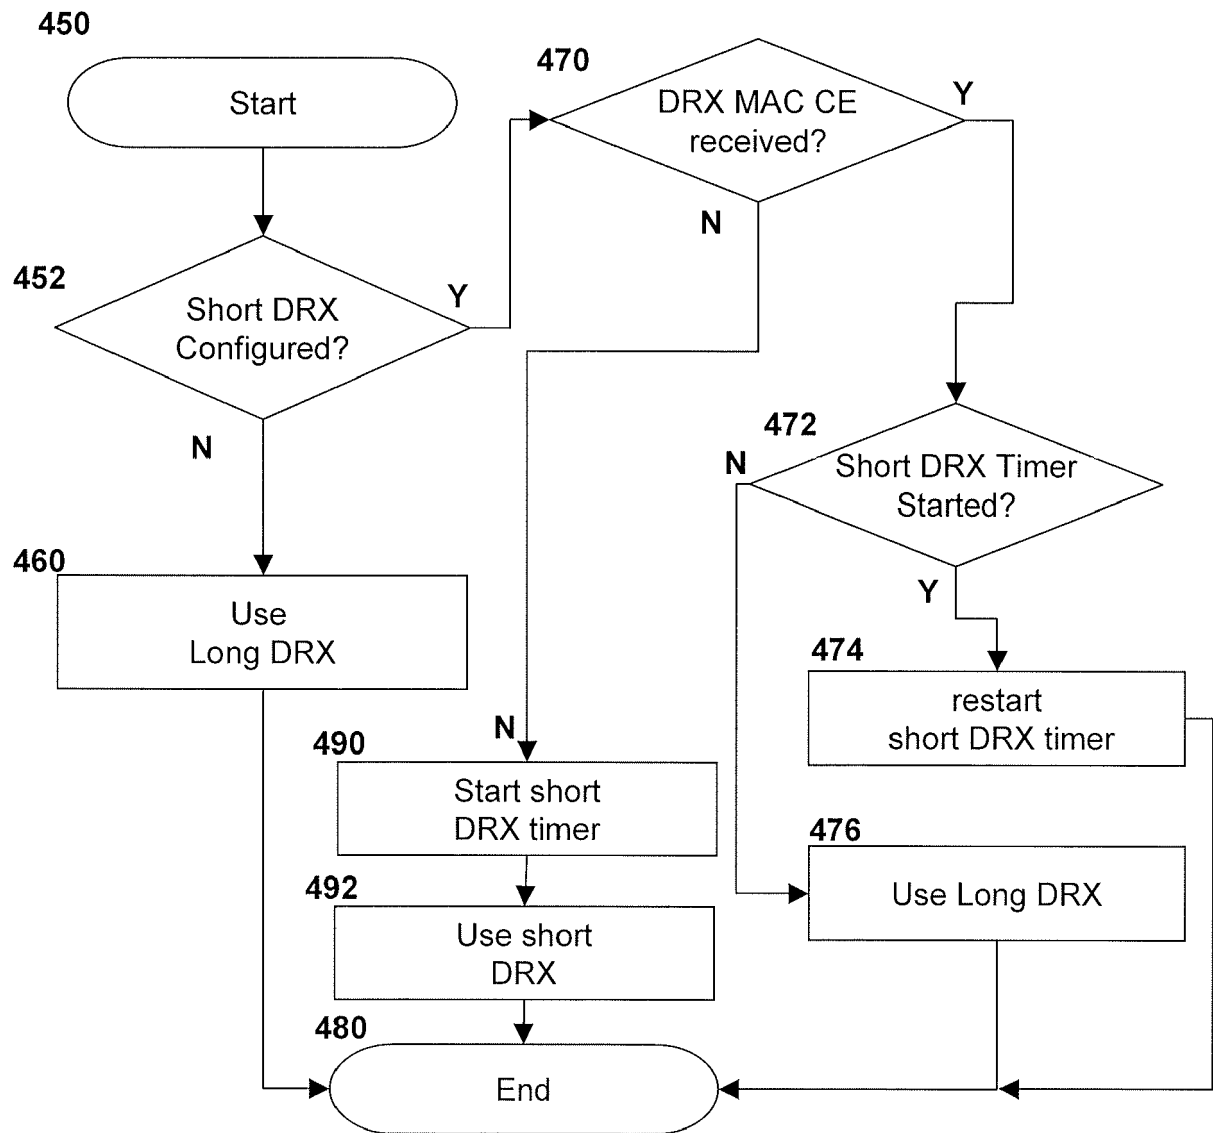 450
Start
452
Short DRX
Configured?
Y
N
460
Use
Long DRX
470
DRX MAC CE
received?
Y
N
472
Short DRX Timer
Started?
N
Y
474
restart
short DRX timer
476
Use Long DRX
N
490
Start short
DRX timer
492
Use short
DRX
480
End